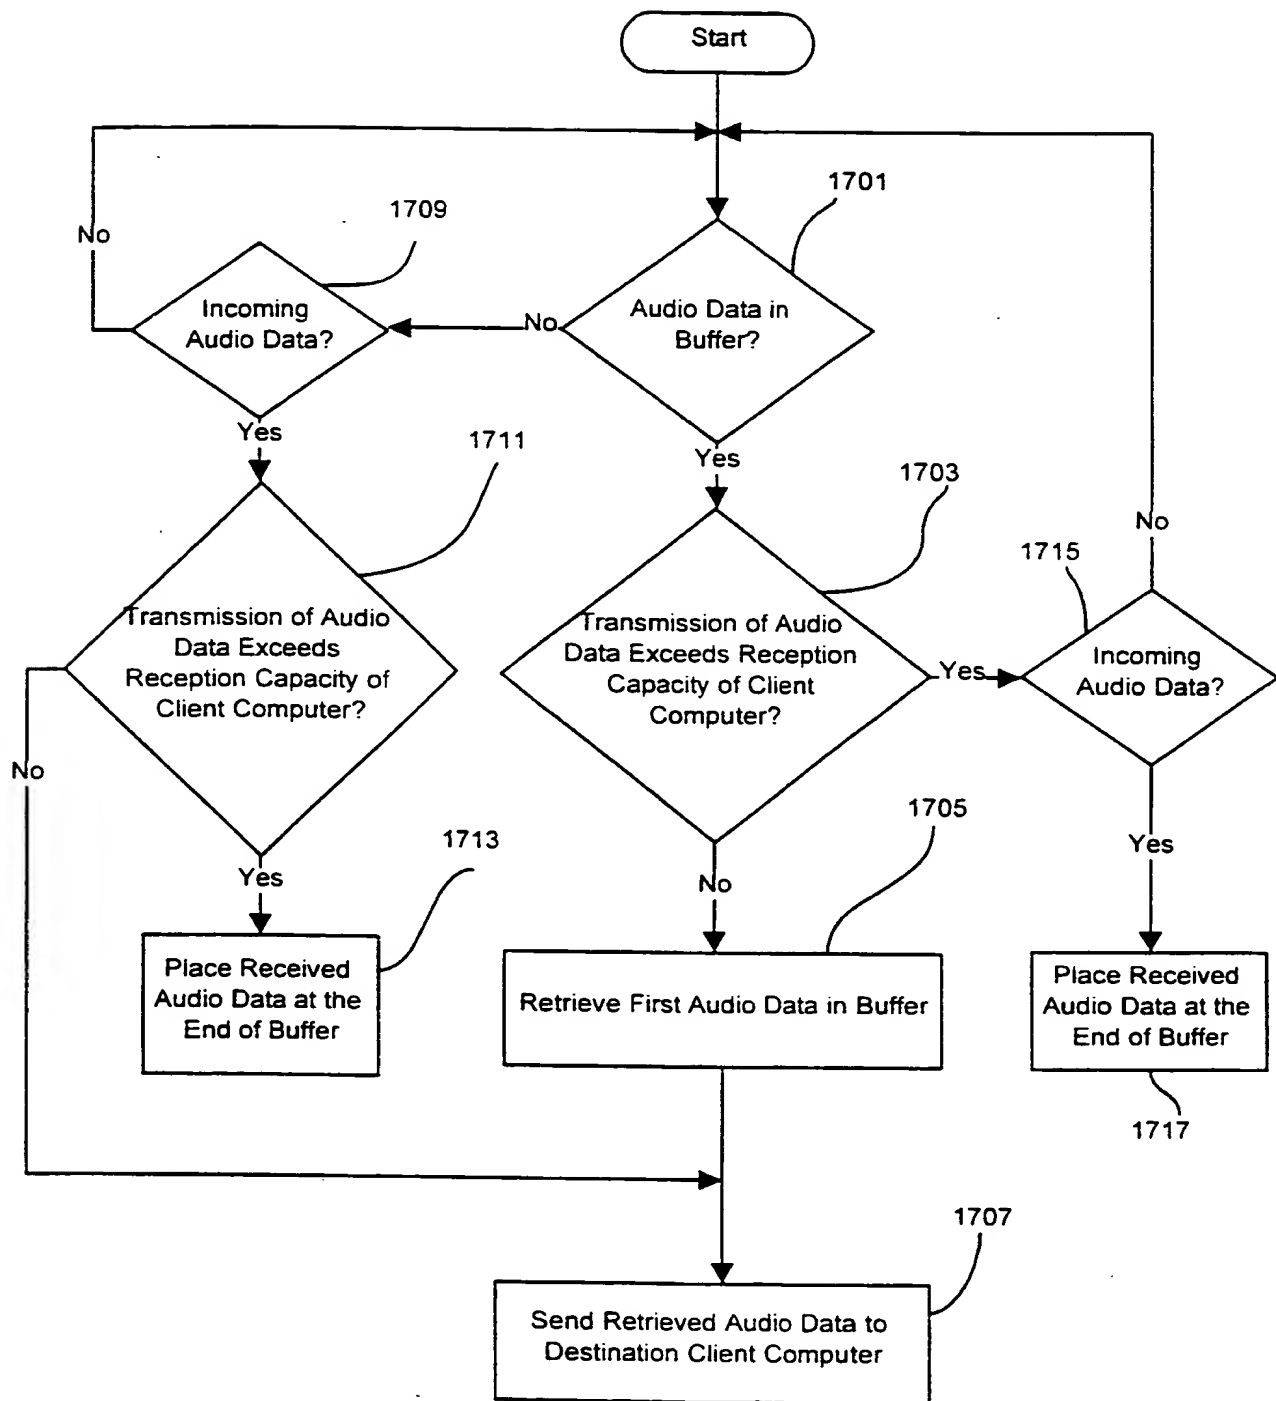 Start
1701
1709
No
Incoming
Audio Data?
No
Audio Data in
Buffer?
Yes
1711
Yes
1703
No
1715
Transmission of Audio
Data Exceeds
Reception Capacity of
Client Computer?
Transmission of Audio
Data Exceeds Reception
Capacity of Client
Computer?
Yes
Incoming
Audio Data?
No
1705
1713
Yes
Yes
No
Place Received
Audio Data at the
End of Buffer
Retrieve First Audio Data in Buffer
Place Received
Audio Data at the
End of Buffer
1717
1707
Send Retrieved Audio Data to
Destination Client Computer